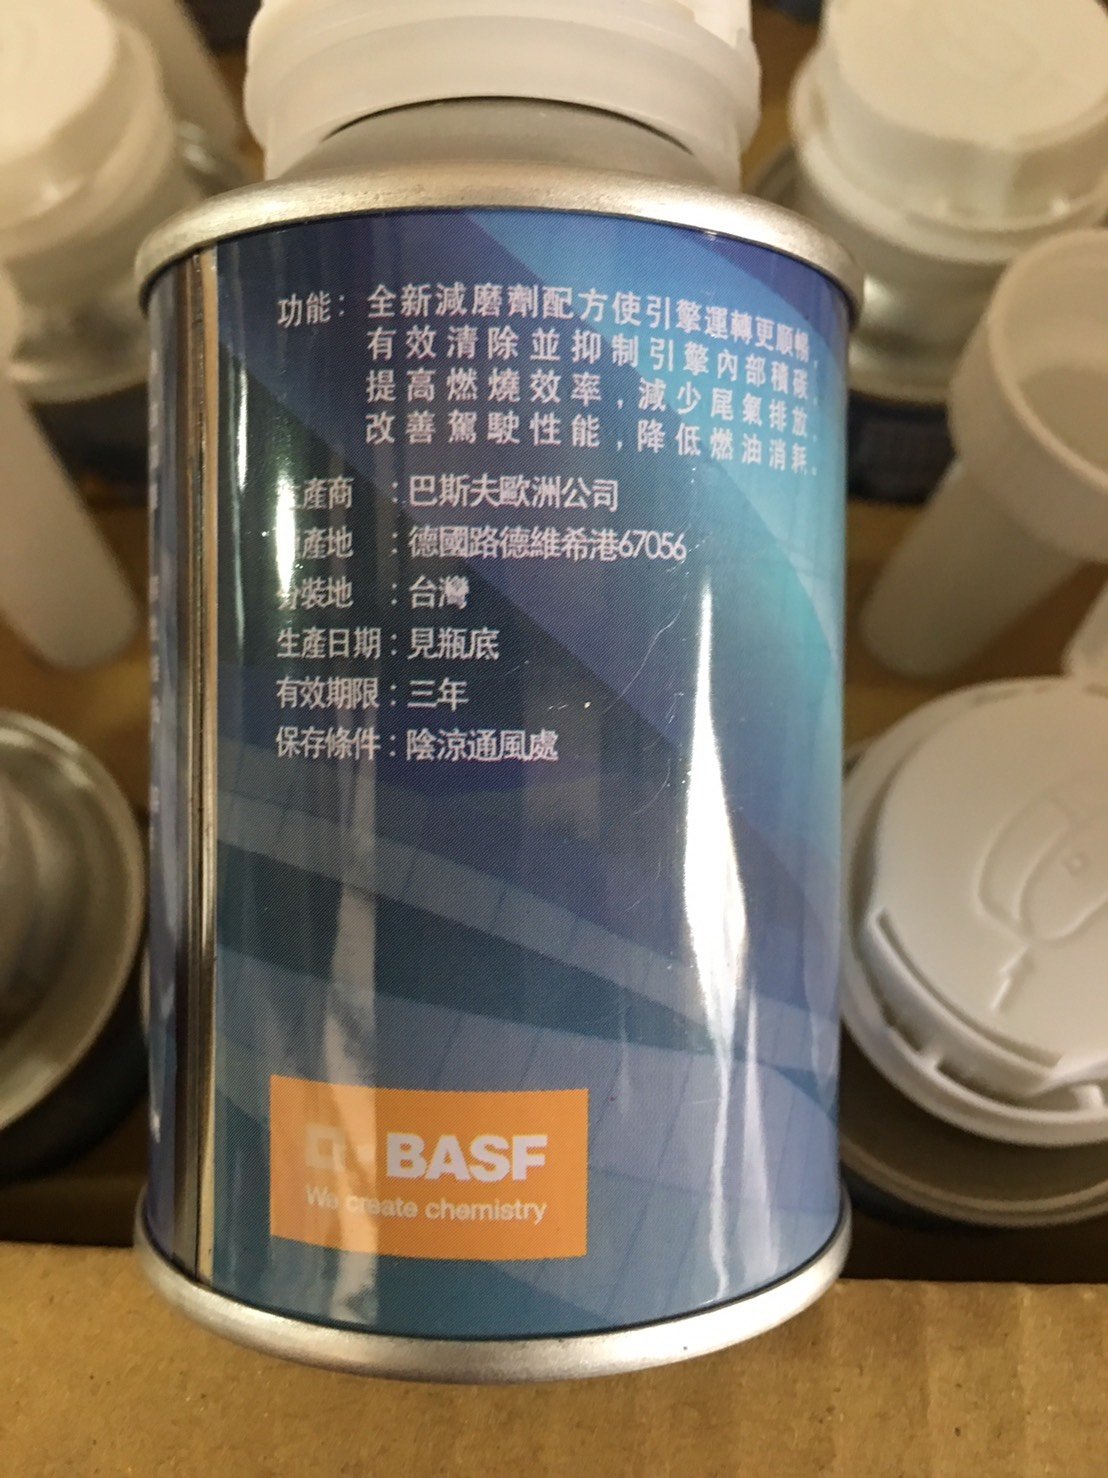 功能：全新減磨劑配方使引擎運轉更順暢，
有效清除並抑制引擎內部積碳，
提高燃燒效率，減少尾氣排放，
改善駕駛性能，降低燃油消耗。
生產商：巴斯夫歐洲公司
產地：德國路德維希港67056
分裝地：台灣
生產日期：見瓶底
有效期限：三年
保存條件：陰涼通風處
BASF
We create chemistry